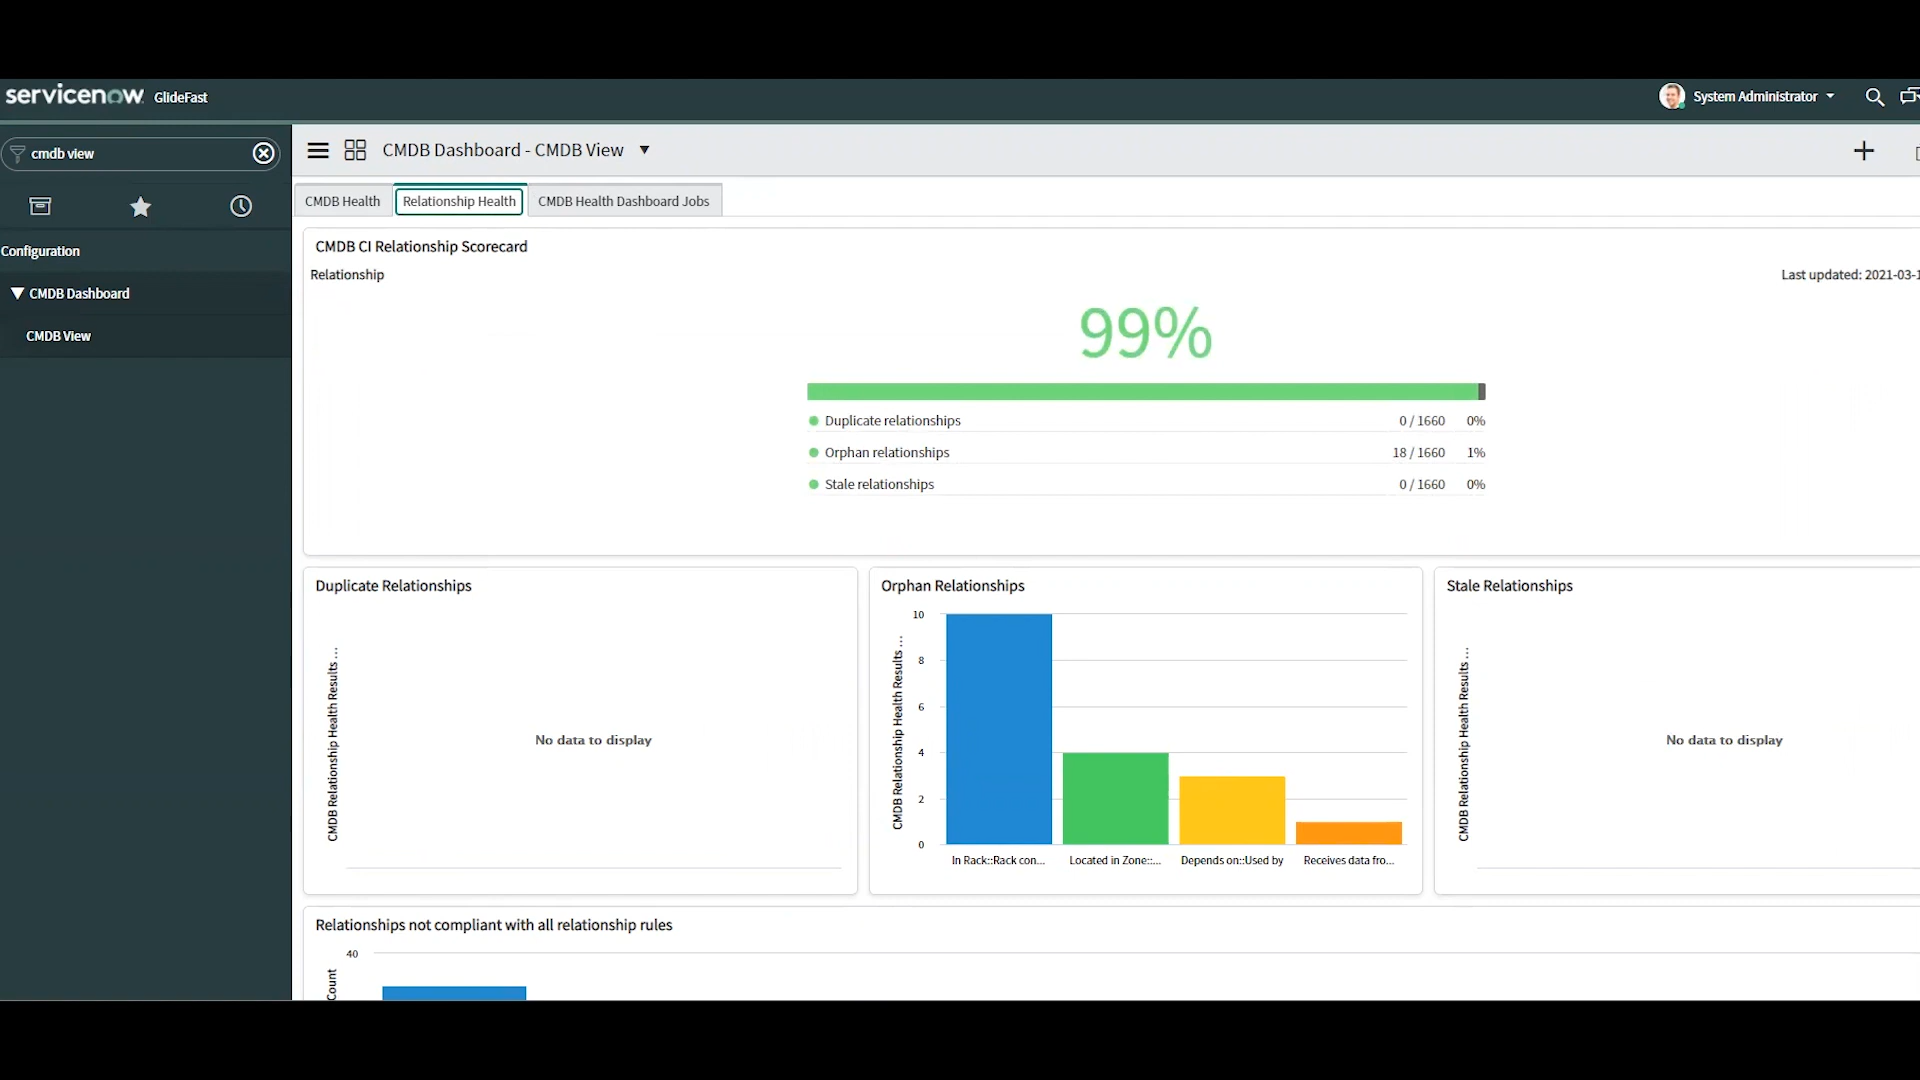 servicenow GlideFast
System Administrator
cmdb view
CMDB Dashboard - CMDB View
CMDB Health
Relationship Health
CMDB Health Dashboard Jobs
Configuration
CMDB Dashboard
CMDB View
CMDB CI Relationship Scorecard
Relationship
Last updated: 2021-03-1
99%
Duplicate relationships 0 / 1660 0%
Orphan relationships 18 / 1660 1%
Stale relationships 0 / 1660 0%
Duplicate Relationships
CMDB Relationship Health Results ...
No data to display
Orphan Relationships
CMDB Relationship Health Results ...
10
8
6
4
2
0
In Rack::Rack con...
Located in Zone::...
Depends on::Used by
Receives data fro...
Stale Relationships
CMDB Relationship Health Results ...
No data to display
Relationships not compliant with all relationship rules
40
Count